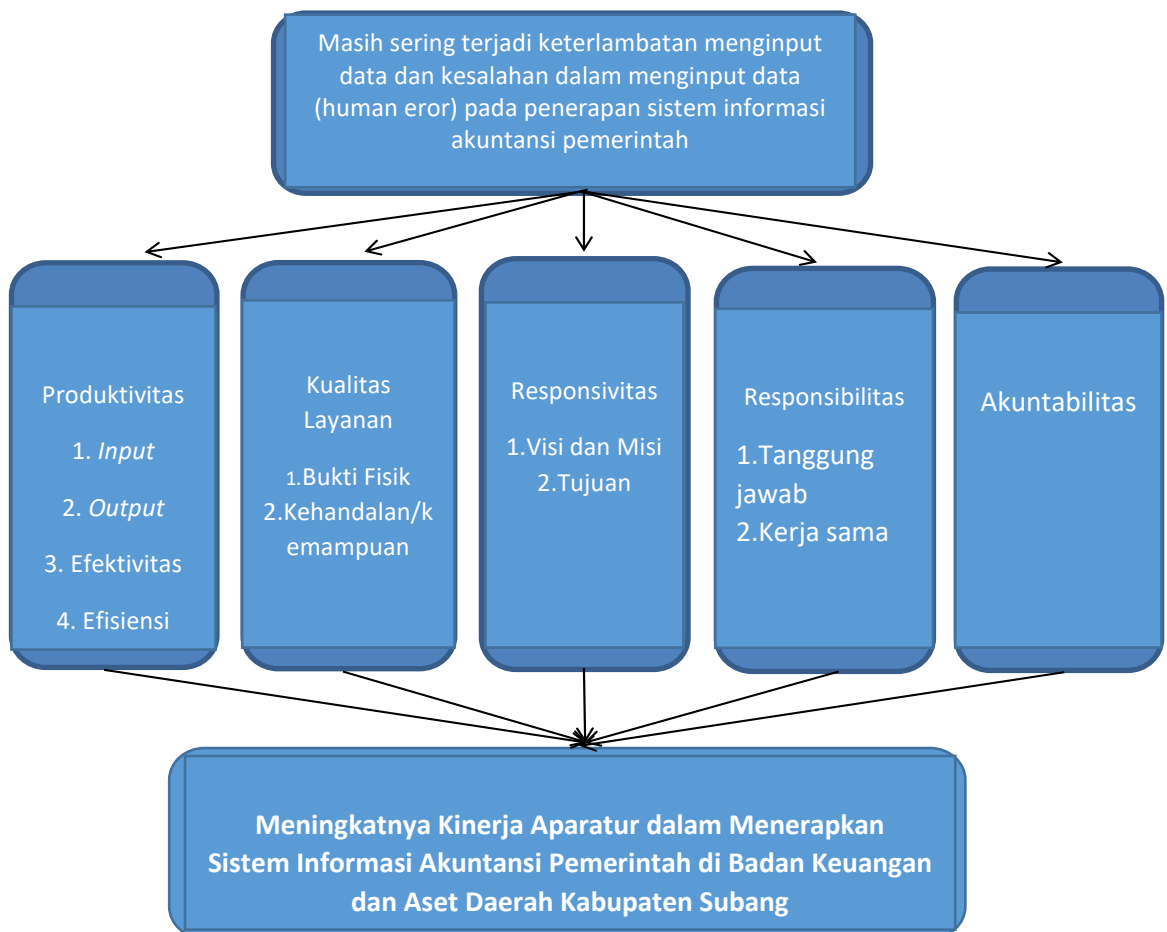 Masih sering terjadi keterlambatan menginput
data dan kesalahan dalam menginput data
(human eror) pada penerapan sistem informasi
akuntansi pemerintah
Produktivitas
1. Input
2. Output
3. Efektivitas
4. Efisiensi
Kualitas
Layanan
1.Bukti Fisik
2.Kehandalan/k
emampuan
Responsivitas
1.Visi dan Misi
2.Tujuan
Responsibilitas
1.Tanggung
jawab
2.Kerja sama
Akuntabilitas
Meningkatnya Kinerja Aparatur dalam Menerapkan
Sistem Informasi Akuntansi Pemerintah di Badan Keuangan
dan Aset Daerah Kabupaten Subang